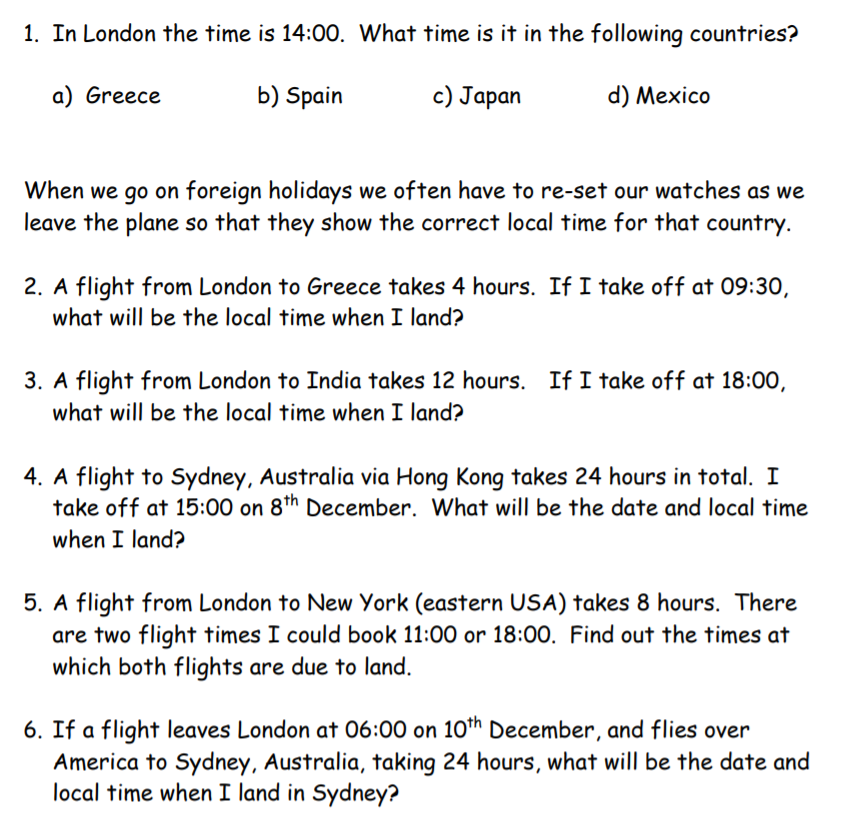 1. In London the time is 14:00. What time is it in the following countries?
a) Greece b) Spain c) Japan d) Mexico
When we go on foreign holidays we often have to re-set our watches as we
leave the plane so that they show the correct local time for that country.
2. A flight from London to Greece takes 4 hours. If I take off at 09:30,
what will be the local time when I land?
3. A flight from London to India takes 12 hours. If I take off at 18:00,
what will be the local time when I land?
4. A flight to Sydney, Australia via Hong Kong takes 24 hours in total. I
take off at 15:00 on 8th December. What will be the date and local time
when I land?
5. A flight from London to New York (eastern USA) takes 8 hours. There
are two flight times I could book 11:00 or 18:00. Find out the times at
which both flights are due to land.
6. If a flight leaves London at 06:00 on 10th December, and flies over
America to Sydney, Australia, taking 24 hours, what will be the date and
local time when I land in Sydney?